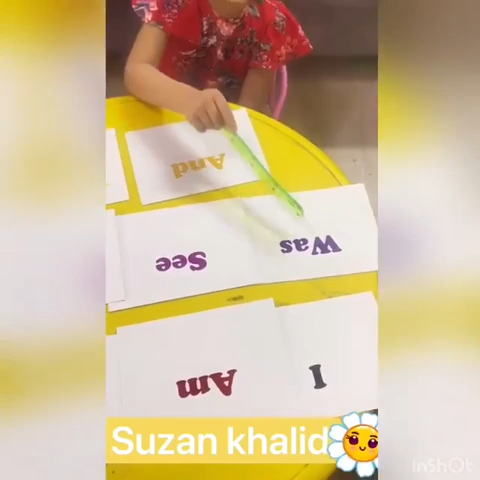 And
Was See
I Am
Suzan khalid
InShOt